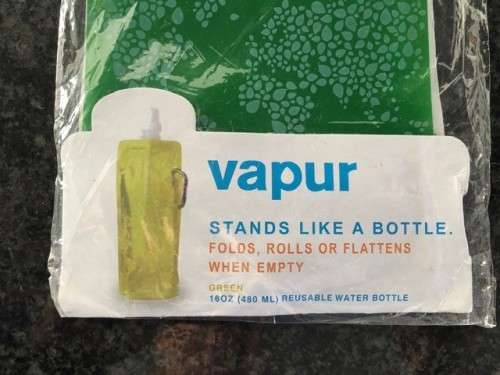 vapur
STANDS LIKE A BOTTLE.
FOLDS, ROLLS OR FLATTENS
WHEN EMPTY
GREEN
16OZ (480 ML) REUSABLE WATER BOTTLE